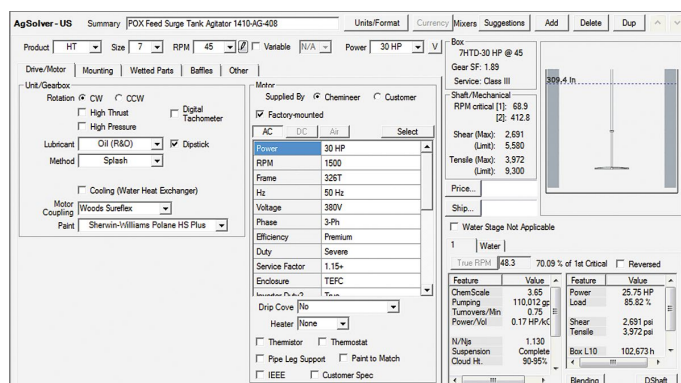 AgSolver - US Summary POX Feed Surge Tank Agitator 1410-AG-408 Units/Format Currency Mixers Suggestions Add Delete Dup
Product HT Size 7 RPM 45 Variable N/A Power 30 HP V
Drive/Motor Mounting Wetted Parts Baffles Other
Unit/Gearbox
Rotation CW CCW
High Thrust
High Pressure
Digital Tachometer
Lubricant Oil (R&O) Dipstick
Method Splash
Cooling (Water Heat Exchanger)
Motor Coupling Woods Sureflex
Paint Sherwin-Williams Polane HS Plus
Motor
Supplied By Chemineer Customer
Factory-mounted
AC DC Air Select
Power 30 HP
RPM 1500
Frame 326T
Hz 50 Hz
Voltage 380V
Phase 3-Ph
Efficiency Premium
Duty Severe
Service Factor 1.15+
Enclosure TEFC
Inverter Duty? True
Drip Cove No
Heater None
Thermistor Thermostat
Pipe Leg Support Paint to Match
IEEE Customer Spec
Box
7HTD-30 HP @ 45
Gear SF: 1.89
Service: Class III
Shaft/Mechanical
RPM critical [1]: 68.9
[2]: 412.8
Shear (Max): 2,691
(Limit): 5,580
Tensile (Max): 3,972
(Limit): 9,300
Price...
Ship...
309.4 In
Water Stage Not Applicable
1 Water
True RPM 48.3 70.09 % of 1st Critical Reversed
Feature Value
ChemScale 3.65
Pumping 110,012 gp
Turnovers/Min 0.75
Power/Vol 0.17 HP/kG
N/Njs 1.130
Suspension Complete
Cloud Ht. 90-95%
Feature Value
Power 25.75 HP
Load 85.82 %
Shear 2,691 psi
Tensile 3,972 psi
Box L10 102,673 h
Blending DShaft